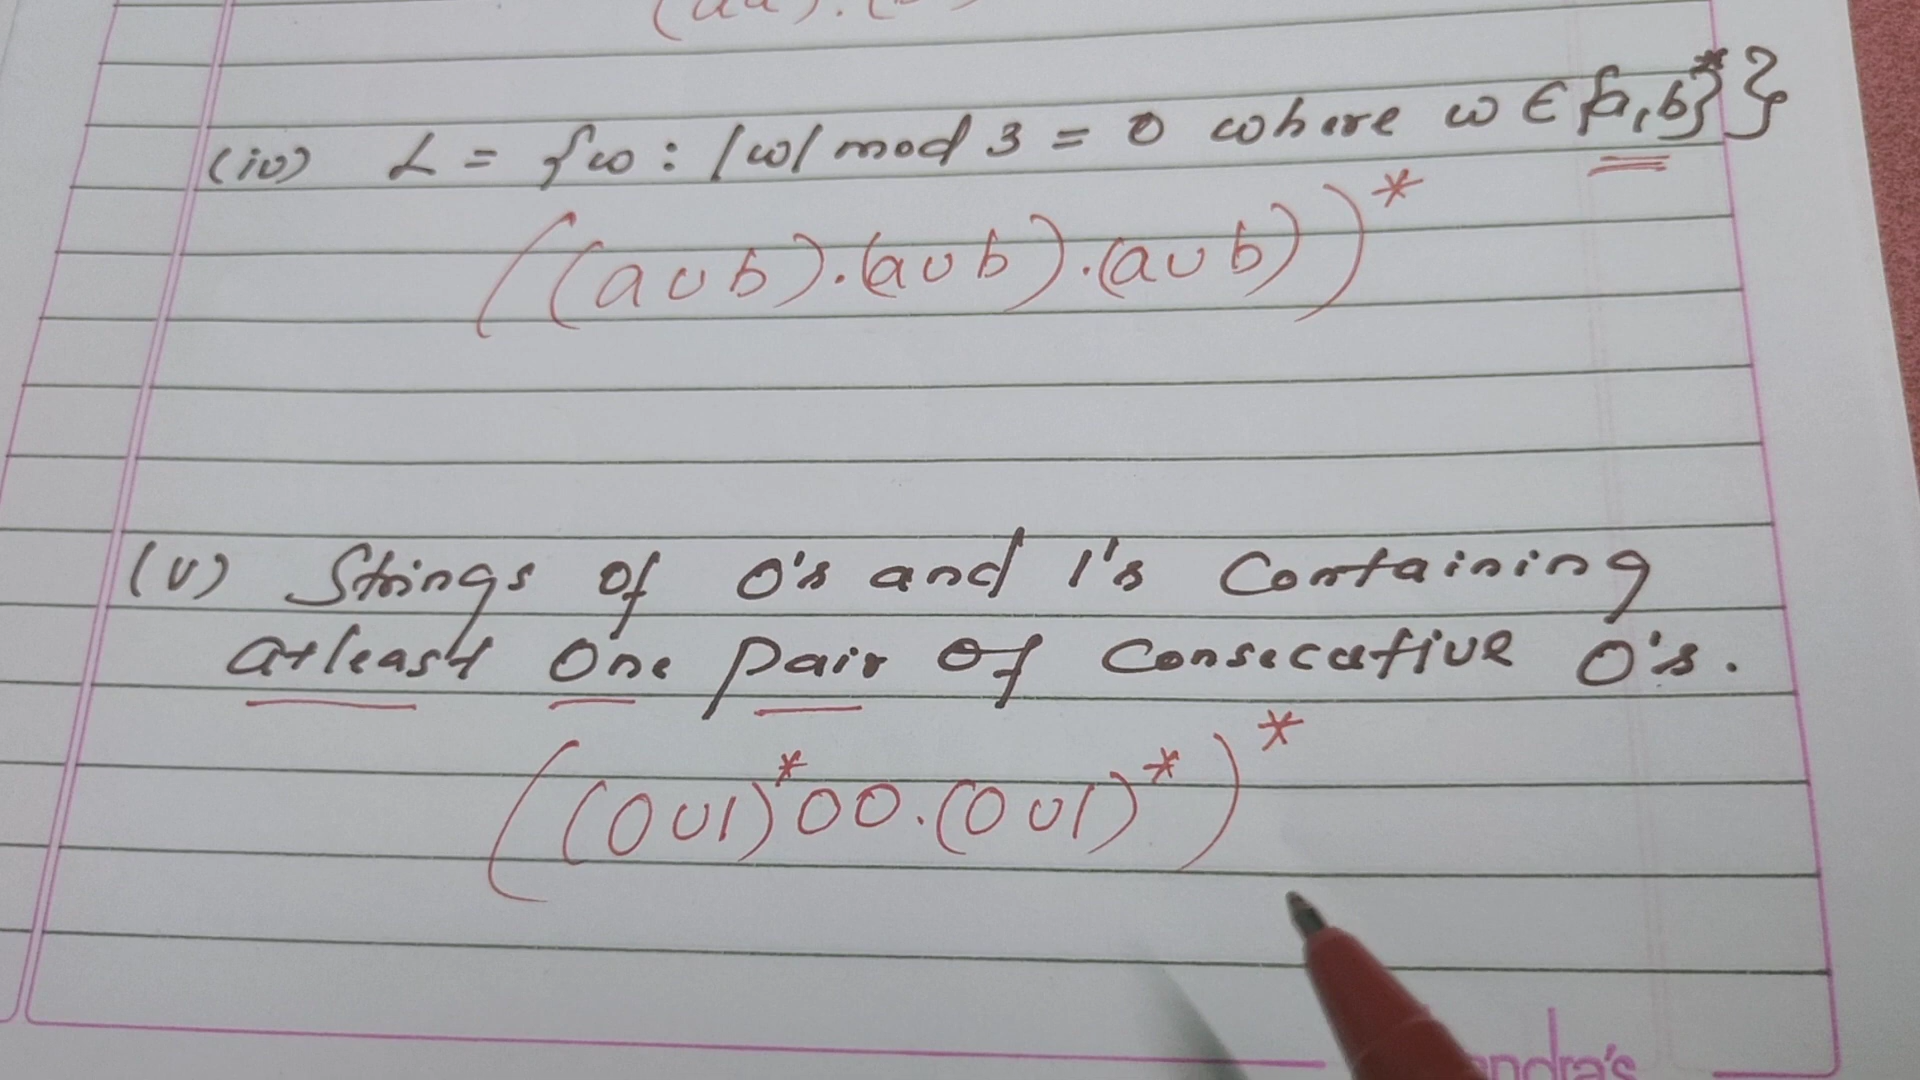 (iv) L = {w : |w| mod 3 = 0 where w ∈ {a,b}*}
((a∪b).(a∪b).(a∪b))*
(v) Strings of 0's and 1's Containing
atleast One pair of Consecutive 0's.
((0∪1)*00.(0∪1)*)*
ndra's